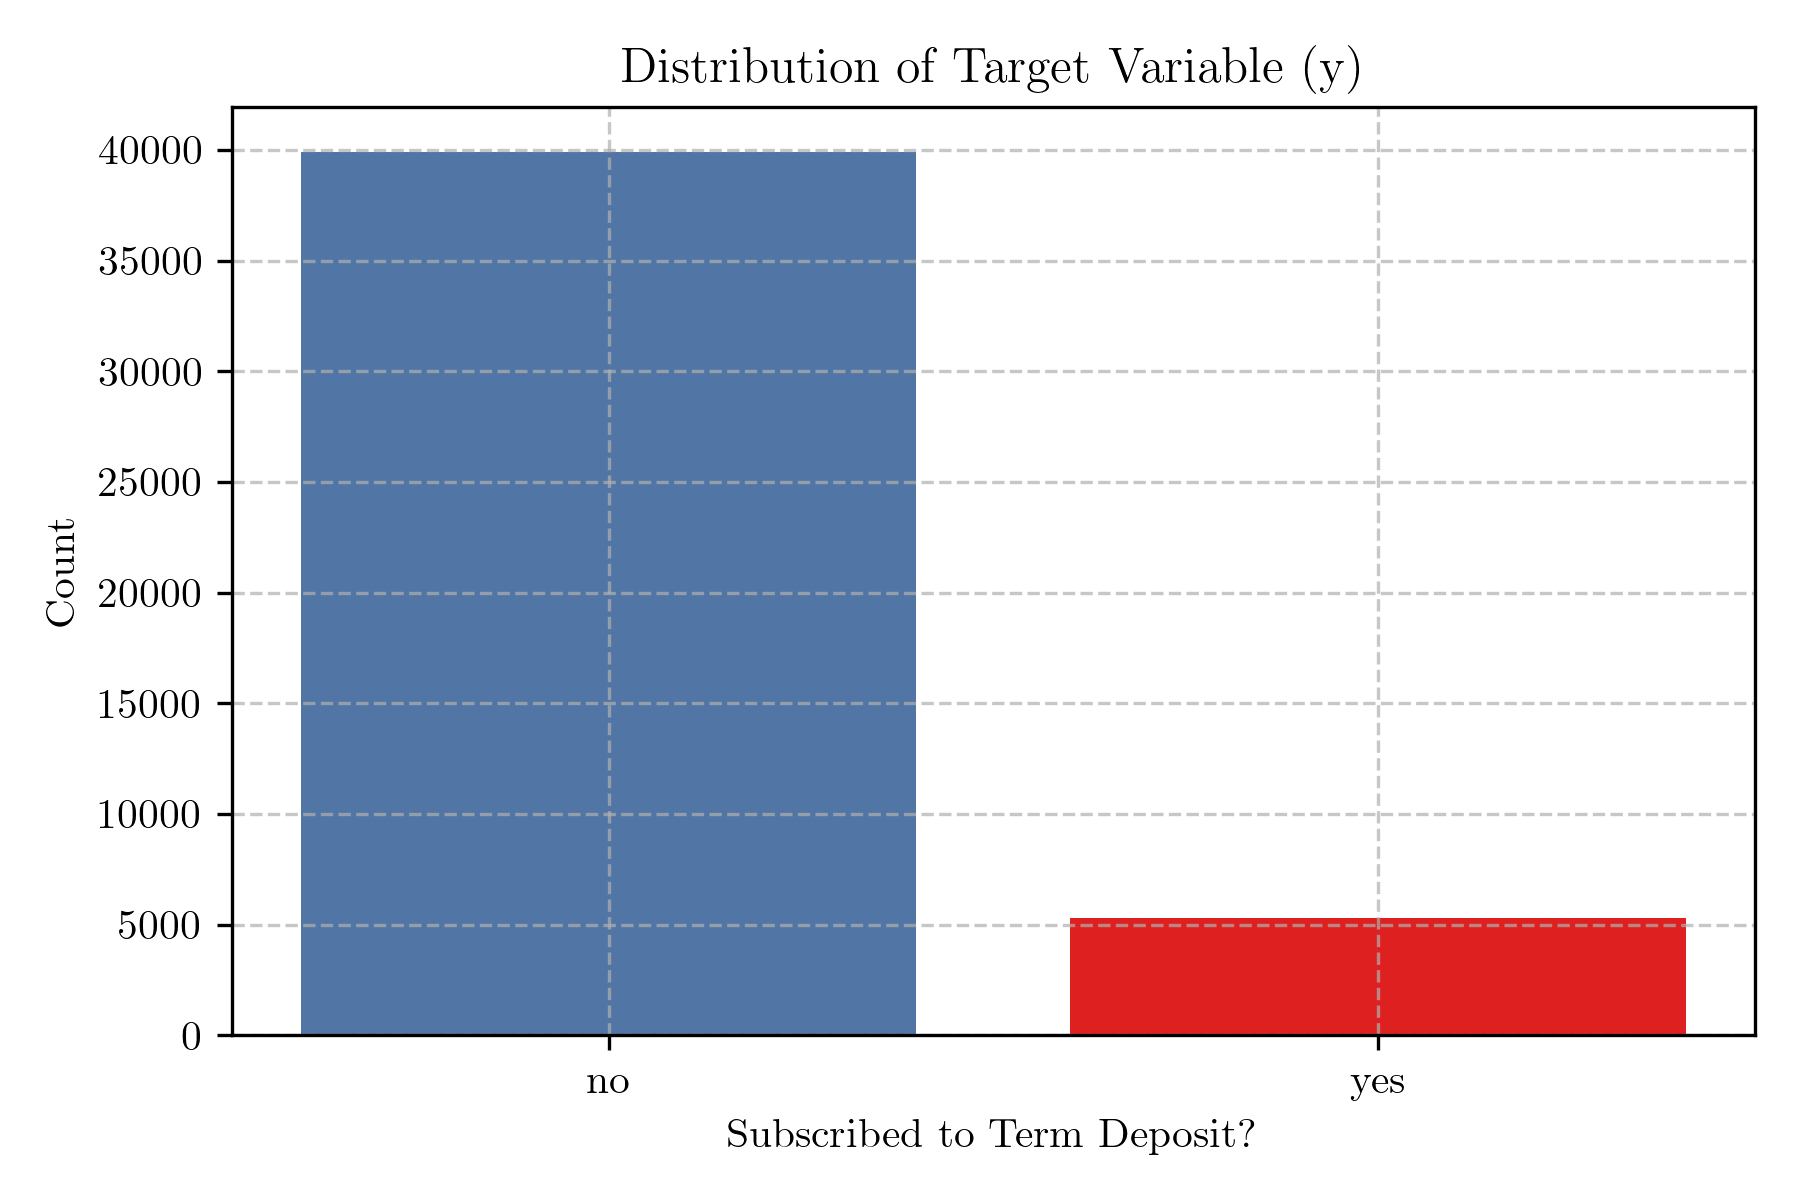 Distribution of Target Variable (y)
40000
35000
30000
25000
20000
15000
10000
5000
0
Count
no
yes
Subscribed to Term Deposit?